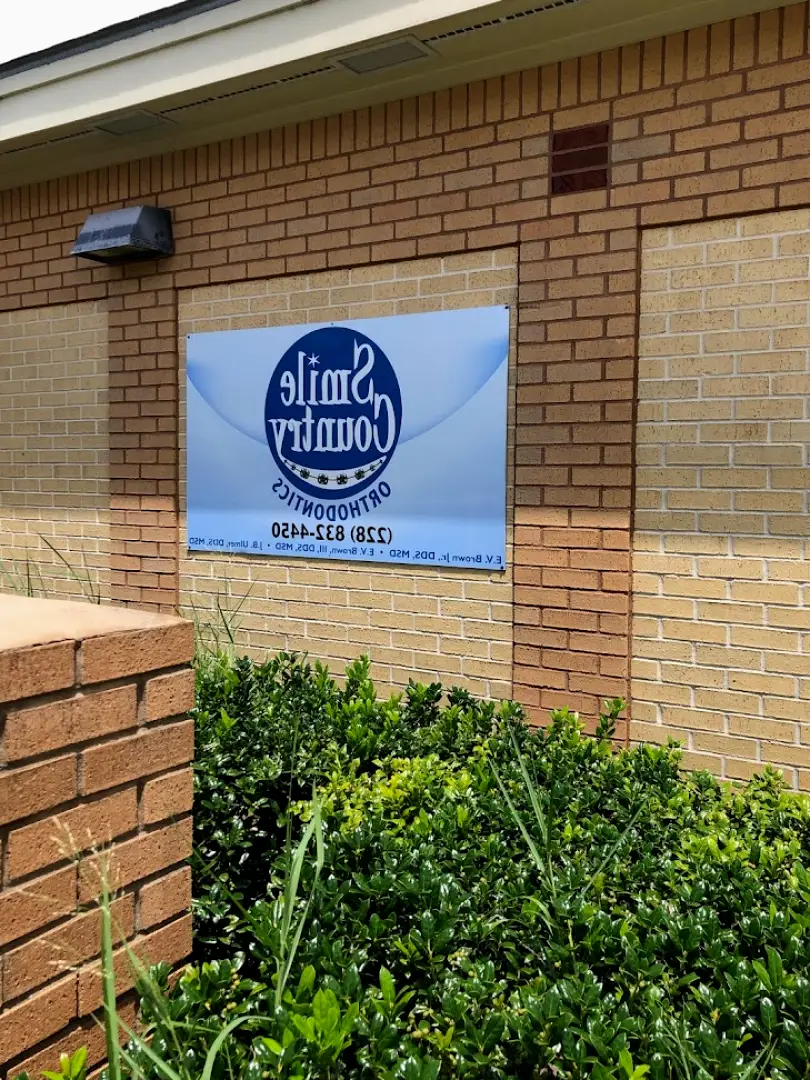 Smile
Country
ORTHODONTICS
(228) 832-4450
E.V. Brown Jr., DDS, MSD • E.V. Brown, III, DDS, MSD • J.B. Ulmer, DDS, MSD